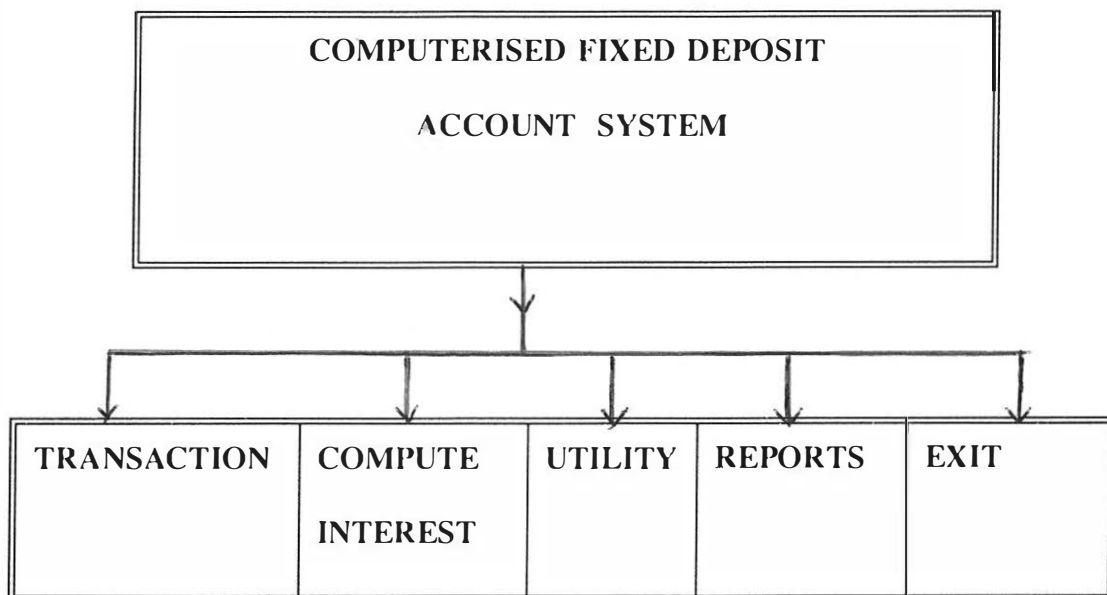 COMPUTERISED FIXED DEPOSIT
ACCOUNT SYSTEM
TRANSACTION
COMPUTE
INTEREST
UTILITY
REPORTS
EXIT